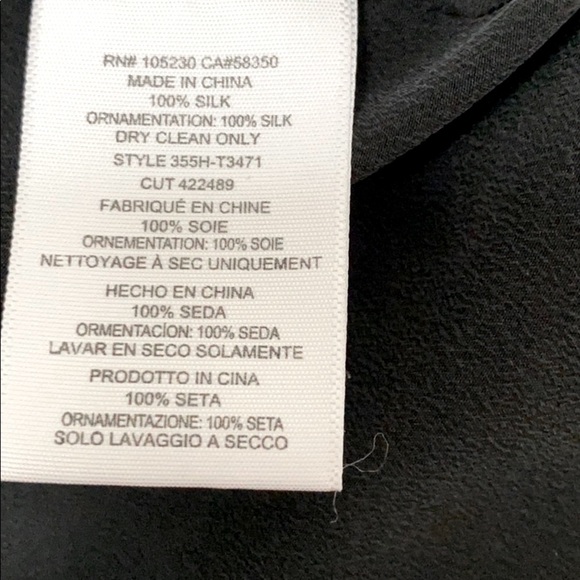 RN# 105230 CA#58350
MADE IN CHINA
100% SILK
ORNAMENTATION: 100% SILK
DRY CLEAN ONLY
STYLE 355H-T3471
CUT 422489
FABRIQUÉ EN CHINE
100% SOIE
ORNEMENTATION: 100% SOIE
NETTOYAGE À SEC UNIQUEMENT
HECHO EN CHINA
100% SEDA
ORMENTACÍON: 100% SEDA
LAVAR EN SECO SOLAMENTE
PRODOTTO IN CINA
100% SETA
ORNAMENTAZIONE: 100% SETA
SOLO LAVAGGIO A SECCO